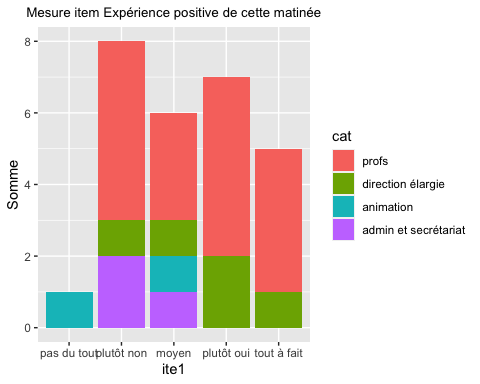 Mesure item Expérience positive de cette matinée
8
6
4
2
0
Somme
pas du tout plutôt non moyen plutôt oui tout à fait
ite1
cat
profs
direction élargie
animation
admin et secrétariat